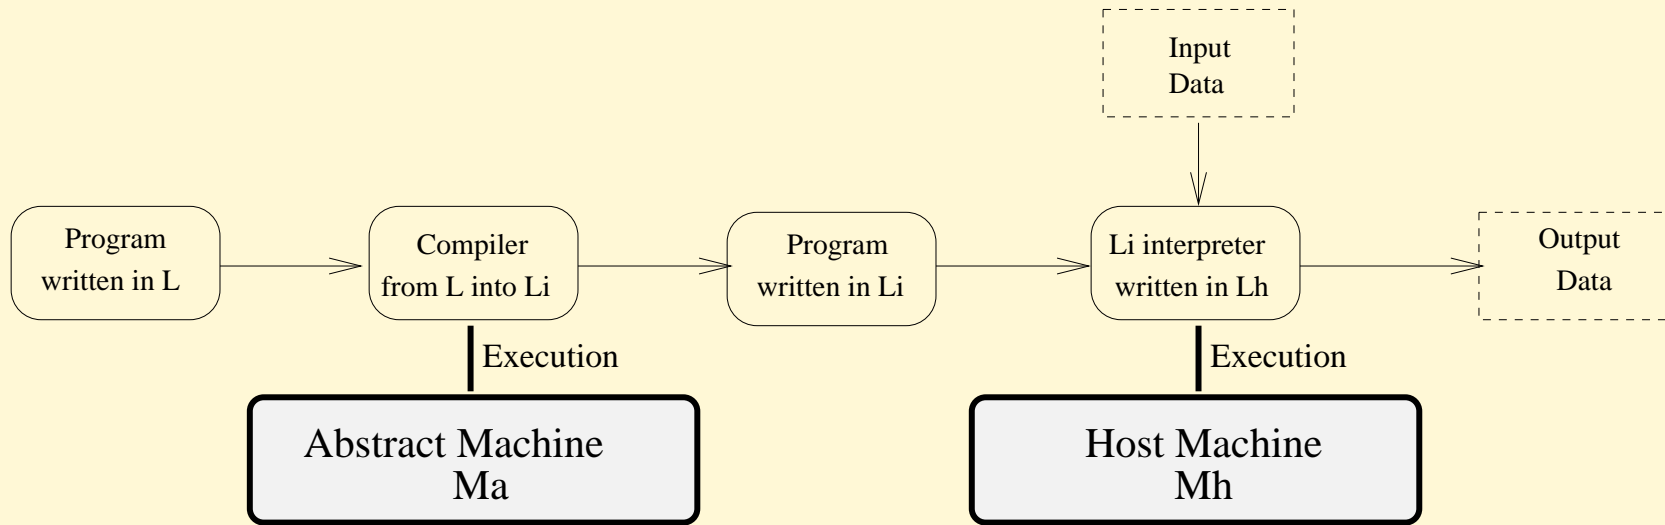 Input
Data
Program
written in L
Compiler
from L into Li
Program
written in Li
Li interpreter
written in Lh
Output
Data
Execution
Execution
Abstract Machine
Ma
Host Machine
Mh